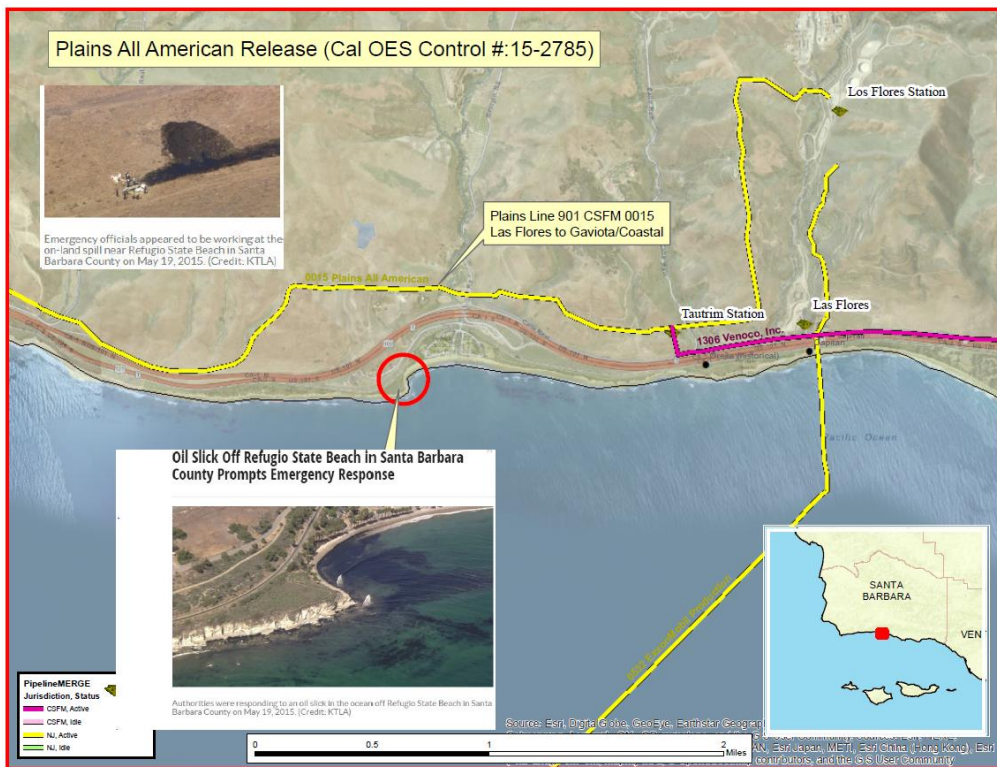 Plains All American Release (Cal OES Control #:15-2785)
Los Flores Station
Emergency officials appeared to be working at the
on-land spill near Refugio State Beach in Santa
Barbara County on May 19, 2015. (Credit: KTLA)
Plains Line 901 CSFM 0015
Las Flores to Gaviota/Coastal
0015 Plains All American
Tautrim Station
Las Flores
1306 Venoco, Inc.
Pacific Ocean
Oil Slick Off Refugio State Beach in Santa Barbara
County Prompts Emergency Response
Authorities were responding to an oil slick in the ocean off Refugio State Beach in Santa
Barbara County on May 19, 2015. (Credit: KTLA)
SANTA
BARBARA
VEN
PipelineMERGE
Jurisdiction, Status
CSFM, Active
CSFM, Idle
NJ, Active
NJ, Idle
0 0.5 1 2
Miles
Source: Esri, DigitalGlobe, GeoEye, Earthstar Geograp
AN, Esri Japan, METI, Esri China (Hong Kong), Esri
contributors, and the GIS User Community